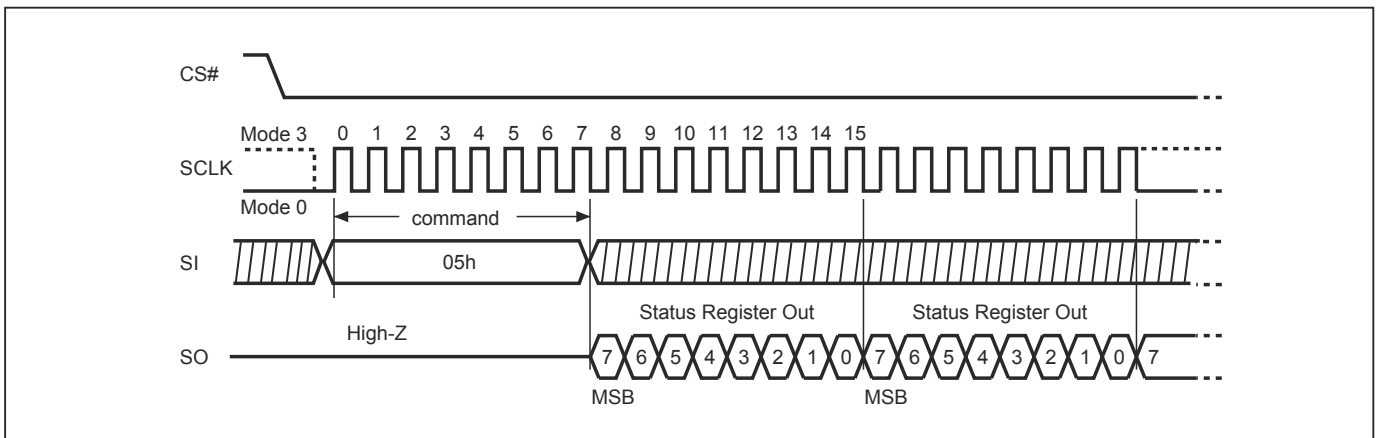 CS#
Mode 3 0 1 2 3 4 5 6 7 8 9 10 11 12 13 14 15
SCLK
Mode 0
command
SI 05h
Status Register Out Status Register Out
High-Z
SO 7 6 5 4 3 2 1 0 7 6 5 4 3 2 1 0 7
MSB MSB